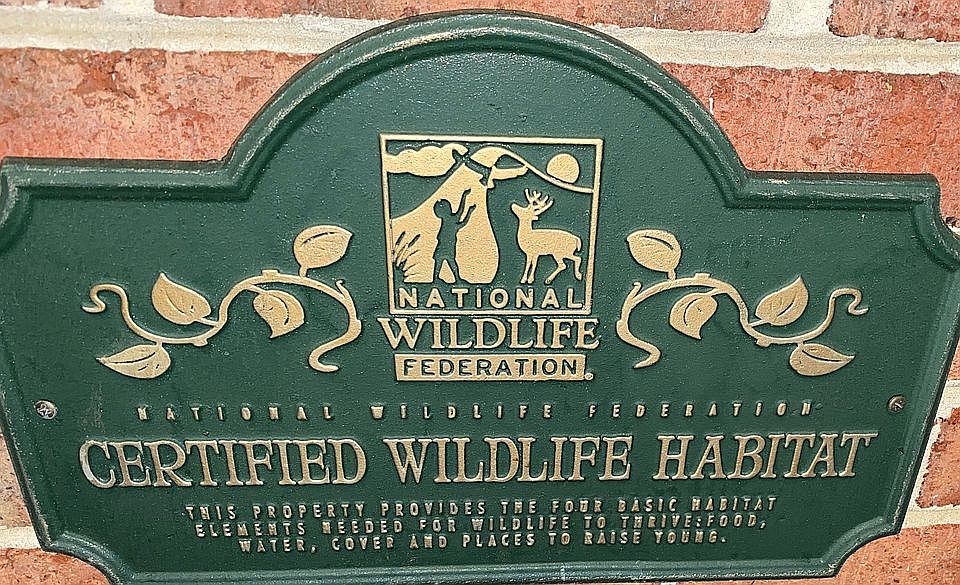 NATIONAL
WILDLIFE
FEDERATION
NATIONAL WILDLIFE FEDERATION
CERTIFIED WILDLIFE HABITAT
THIS PROPERTY PROVIDES THE FOUR BASIC HABITAT
ELEMENTS NEEDED FOR WILDLIFE TO THRIVE:FOOD,
WATER, COVER AND PLACES TO RAISE YOUNG.